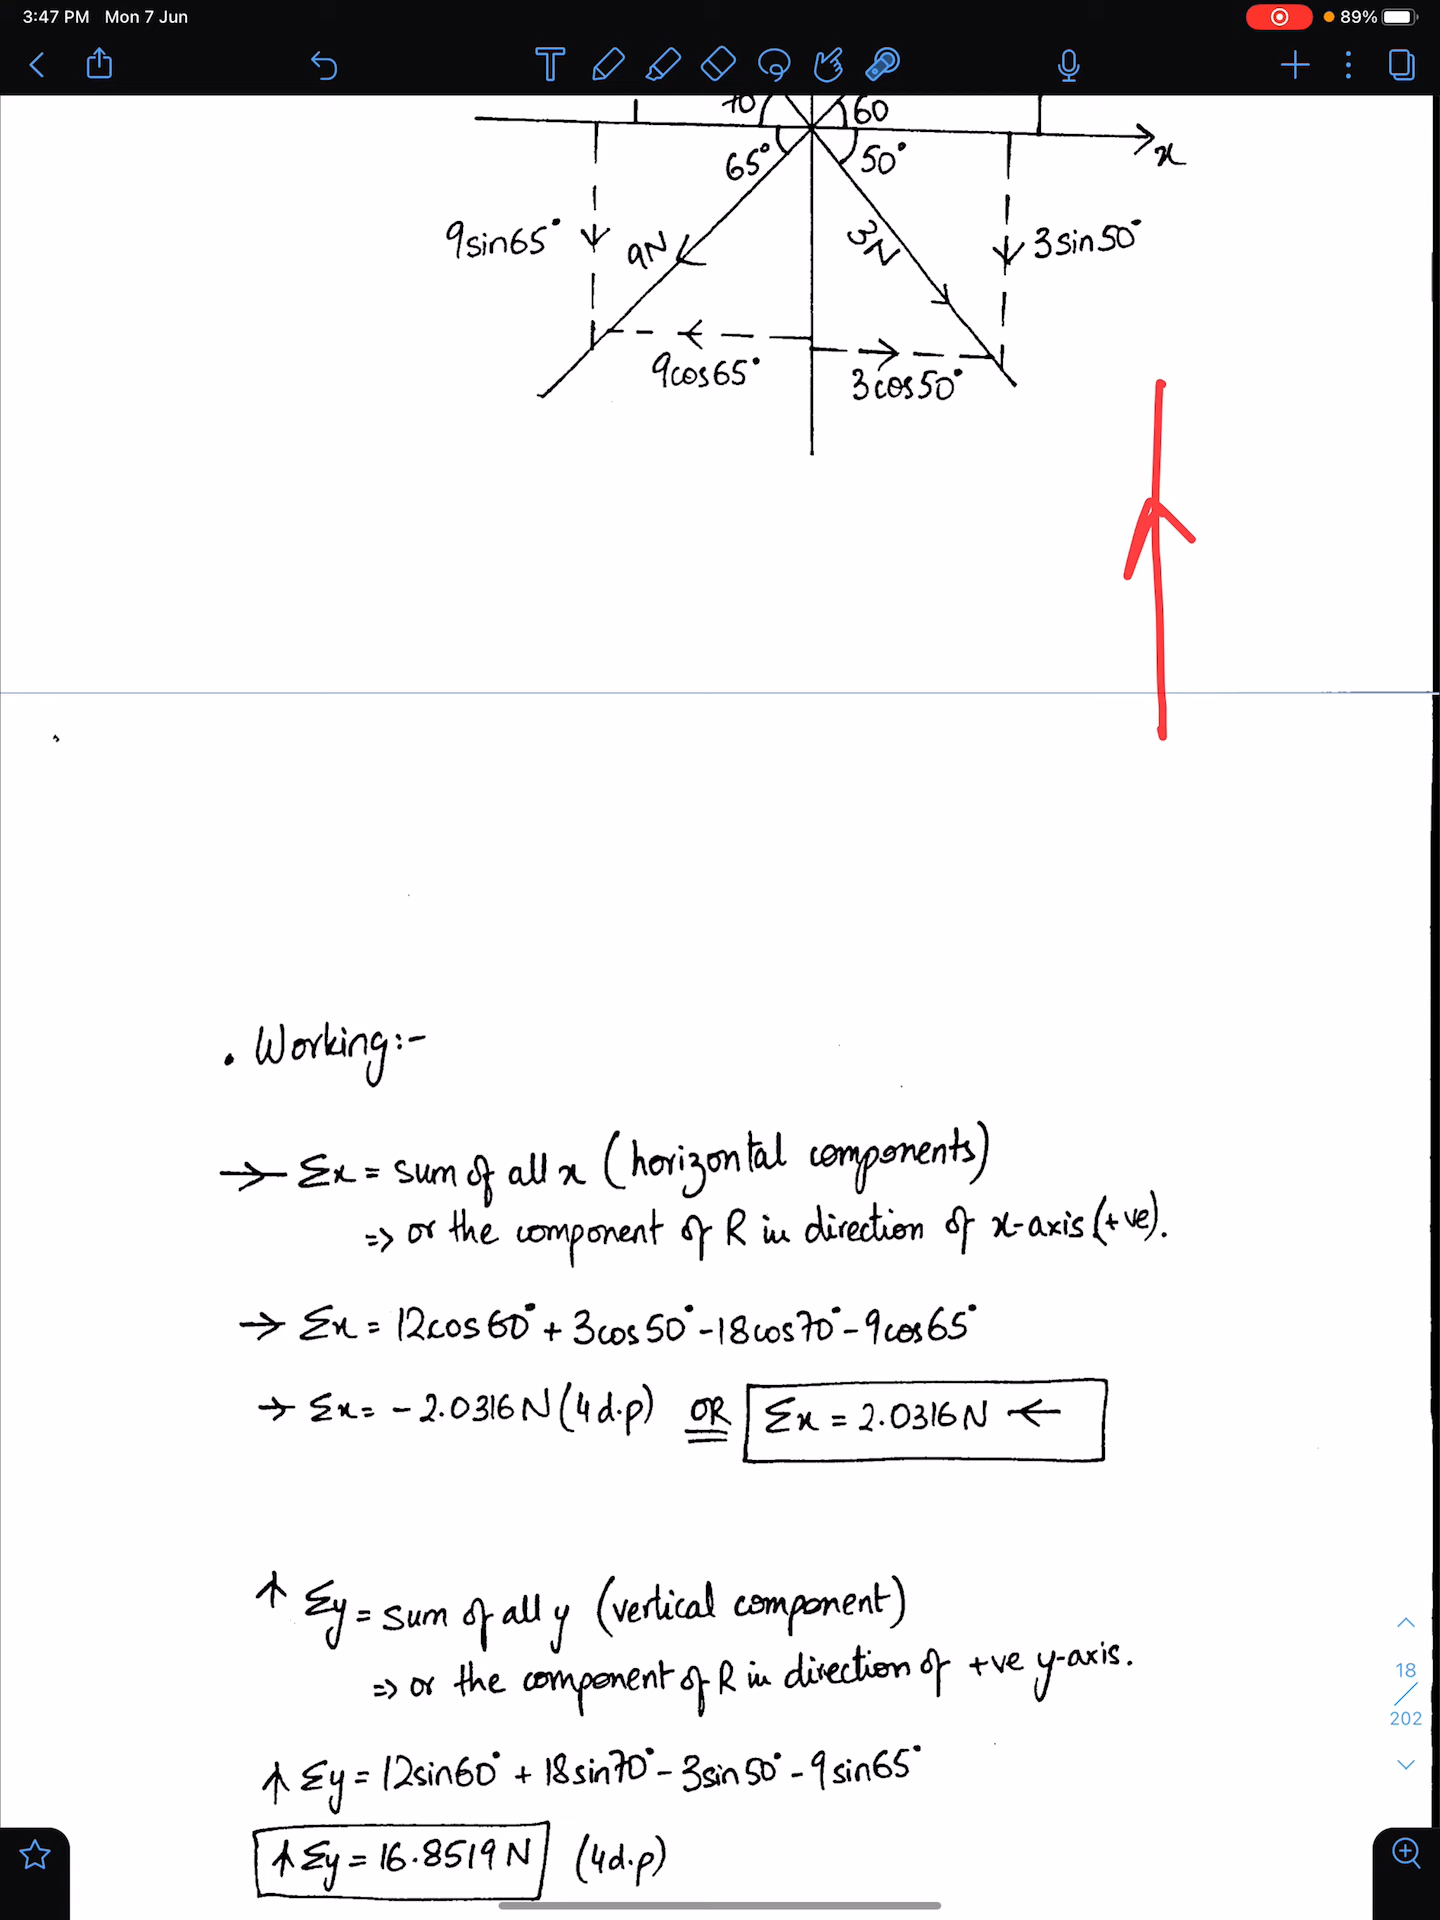 3:47 PM Mon 7 Jun
89%
T
70
60
x
65°
50°
9sin65°
9N
3N
3sin50°
9cos65°
3cos50°
. Working:-
→ Σx = sum of all x (horizontal components)
=> or the component of R in direction of x-axis (+ve).
→ Σx = 12cos60° + 3cos50° - 18cos70° - 9cos65°
→ Σx = - 2.0316N (4d.p) OR Σx = 2.0316N ←
↑ Σy = sum of all y (vertical component)
=> or the component of R in direction of +ve y-axis.
↑ Σy = 12sin60° + 18sin70° - 3sin50° - 9sin65°
↑ Σy = 16.8519 N (4d.p)
18
/
202